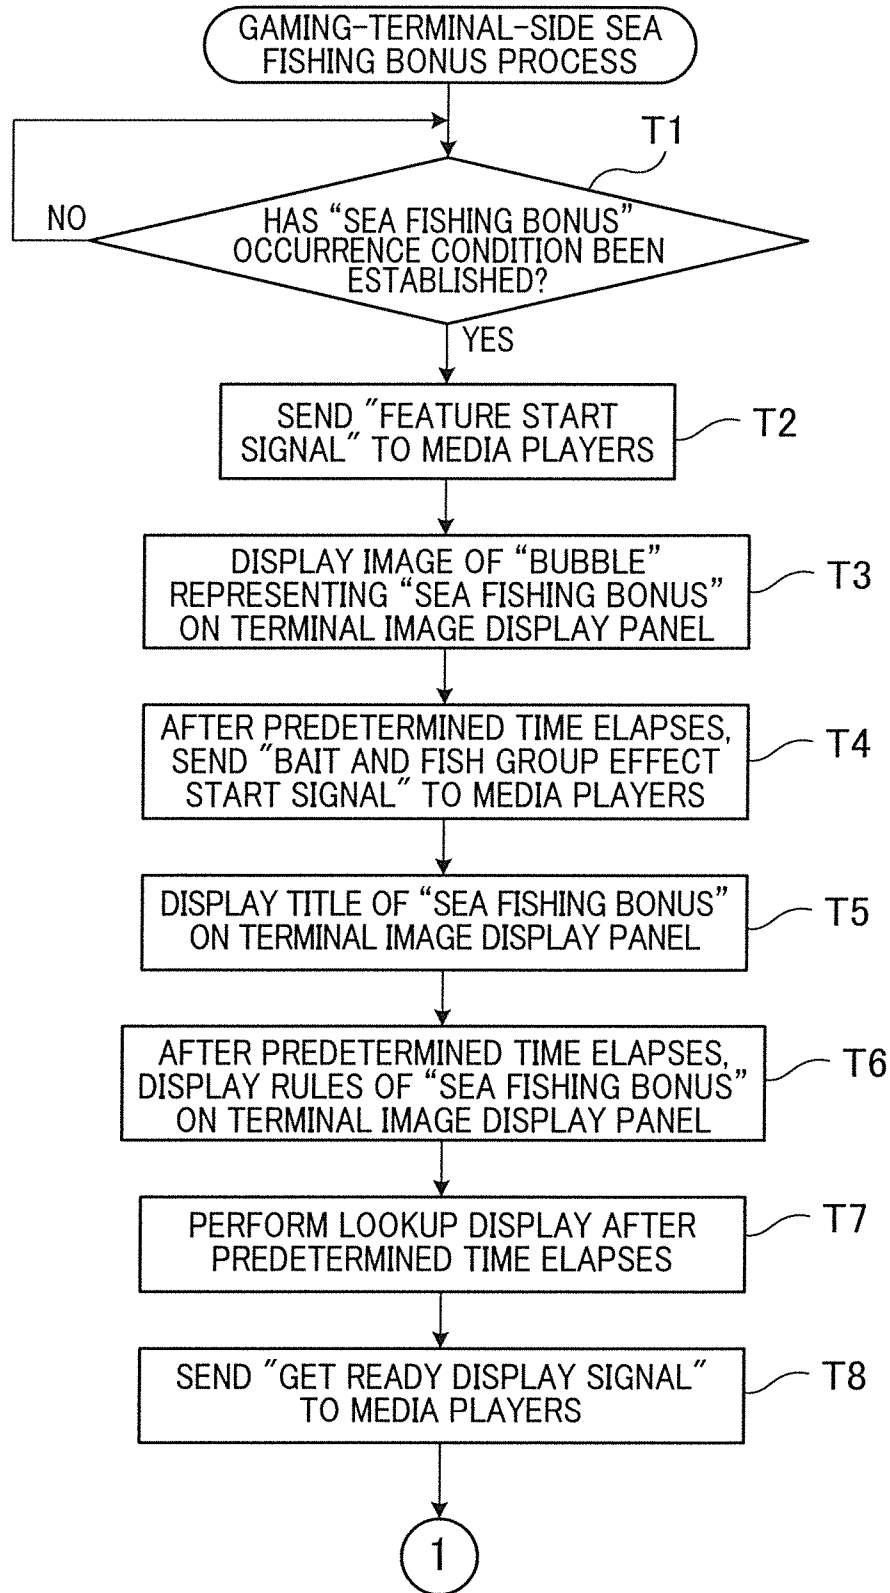 GAMING-TERMINAL-SIDE SEA
FISHING BONUS PROCESS
T1
HAS “SEA FISHING BONUS”
OCCURRENCE CONDITION BEEN
ESTABLISHED?
NO
YES
SEND "FEATURE START
SIGNAL" TO MEDIA PLAYERS
T2
DISPLAY IMAGE OF “BUBBLE”
REPRESENTING “SEA FISHING BONUS”
ON TERMINAL IMAGE DISPLAY PANEL
T3
AFTER PREDETERMINED TIME ELAPSES,
SEND "BAIT AND FISH GROUP EFFECT
START SIGNAL" TO MEDIA PLAYERS
T4
DISPLAY TITLE OF “SEA FISHING BONUS”
ON TERMINAL IMAGE DISPLAY PANEL
T5
AFTER PREDETERMINED TIME ELAPSES,
DISPLAY RULES OF “SEA FISHING BONUS”
ON TERMINAL IMAGE DISPLAY PANEL
T6
PERFORM LOOKUP DISPLAY AFTER
PREDETERMINED TIME ELAPSES
T7
SEND "GET READY DISPLAY SIGNAL"
TO MEDIA PLAYERS
T8
1